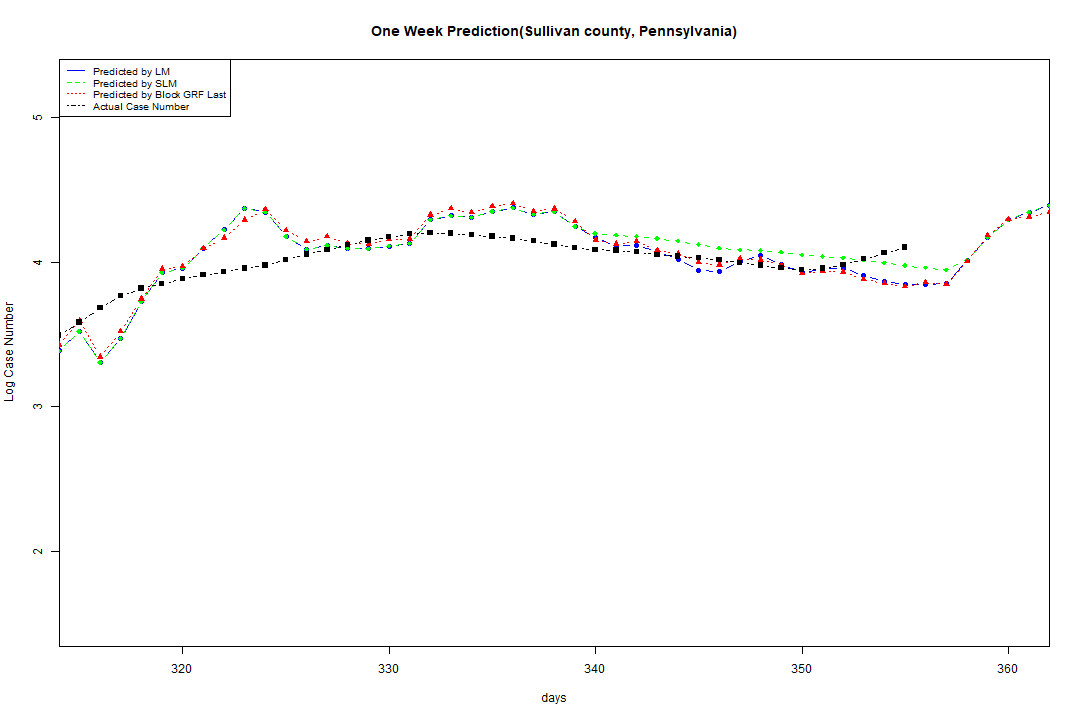 One Week Prediction(Sullivan county, Pennsylvania)
Predicted by LM
Predicted by SLM
Predicted by Block GRF Last
Actual Case Number
5
4
3
2
Log Case Number
320 330 340 350 360
days